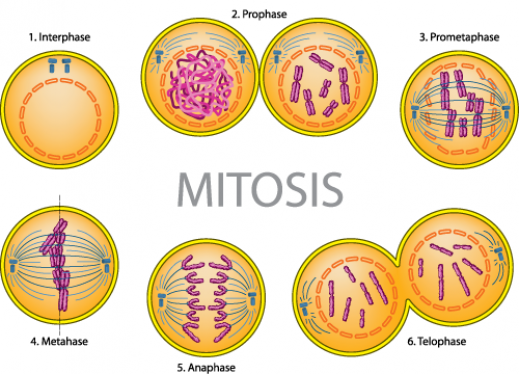 1. Interphase
2. Prophase
3. Prometaphase
MITOSIS
4. Metahase
5. Anaphase
6. Telophase